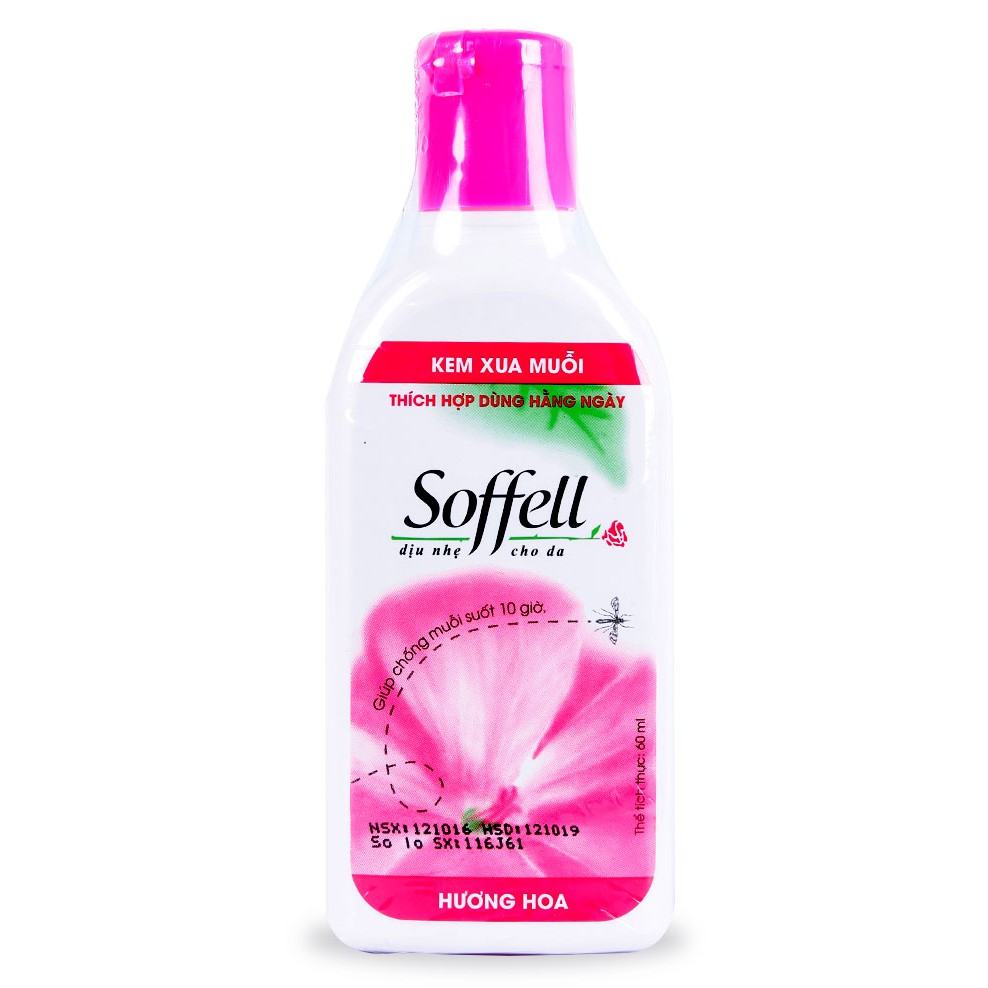 KEM XUA MUỖI
THÍCH HỢP DÙNG HẰNG NGÀY
Soffell
dịu nhẹ cho da
Giúp chống muỗi suốt 10 giờ.
Thể tích thực: 60 ml
NSX: 121016 HSD: 121019
So lo SX: 116J61
HƯƠNG HOA